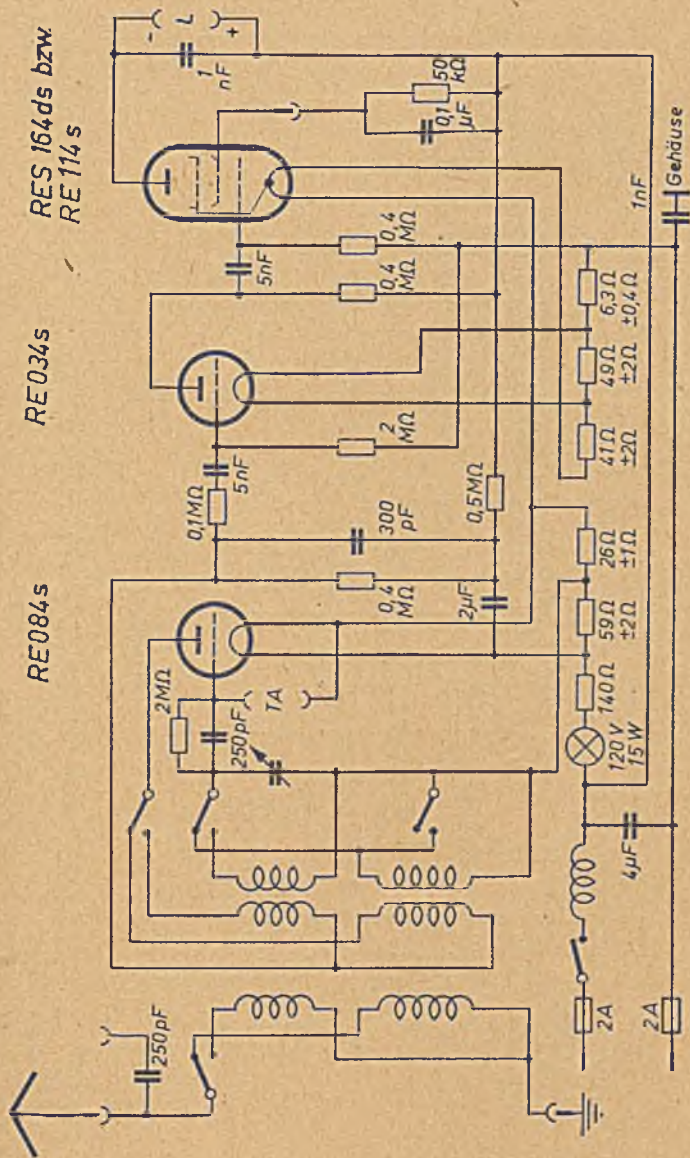 RE084s
RE034s
RES 164ds bzw.
RE 114s
250pF
2MΩ
250pF
TA
0,1MΩ
5nF
5nF
1
nF
- L +
300
pF
0,4
MΩ
2
MΩ
0,4
MΩ
0,4
MΩ
0,1
µF
50
kΩ
2µF
0,5MΩ
1nF
2A
4µF
120 V
15 W
140Ω
59Ω
±2Ω
26Ω
±1Ω
41Ω
±2Ω
49Ω
±2Ω
6,3Ω
±0,4Ω
2A
Gehäuse